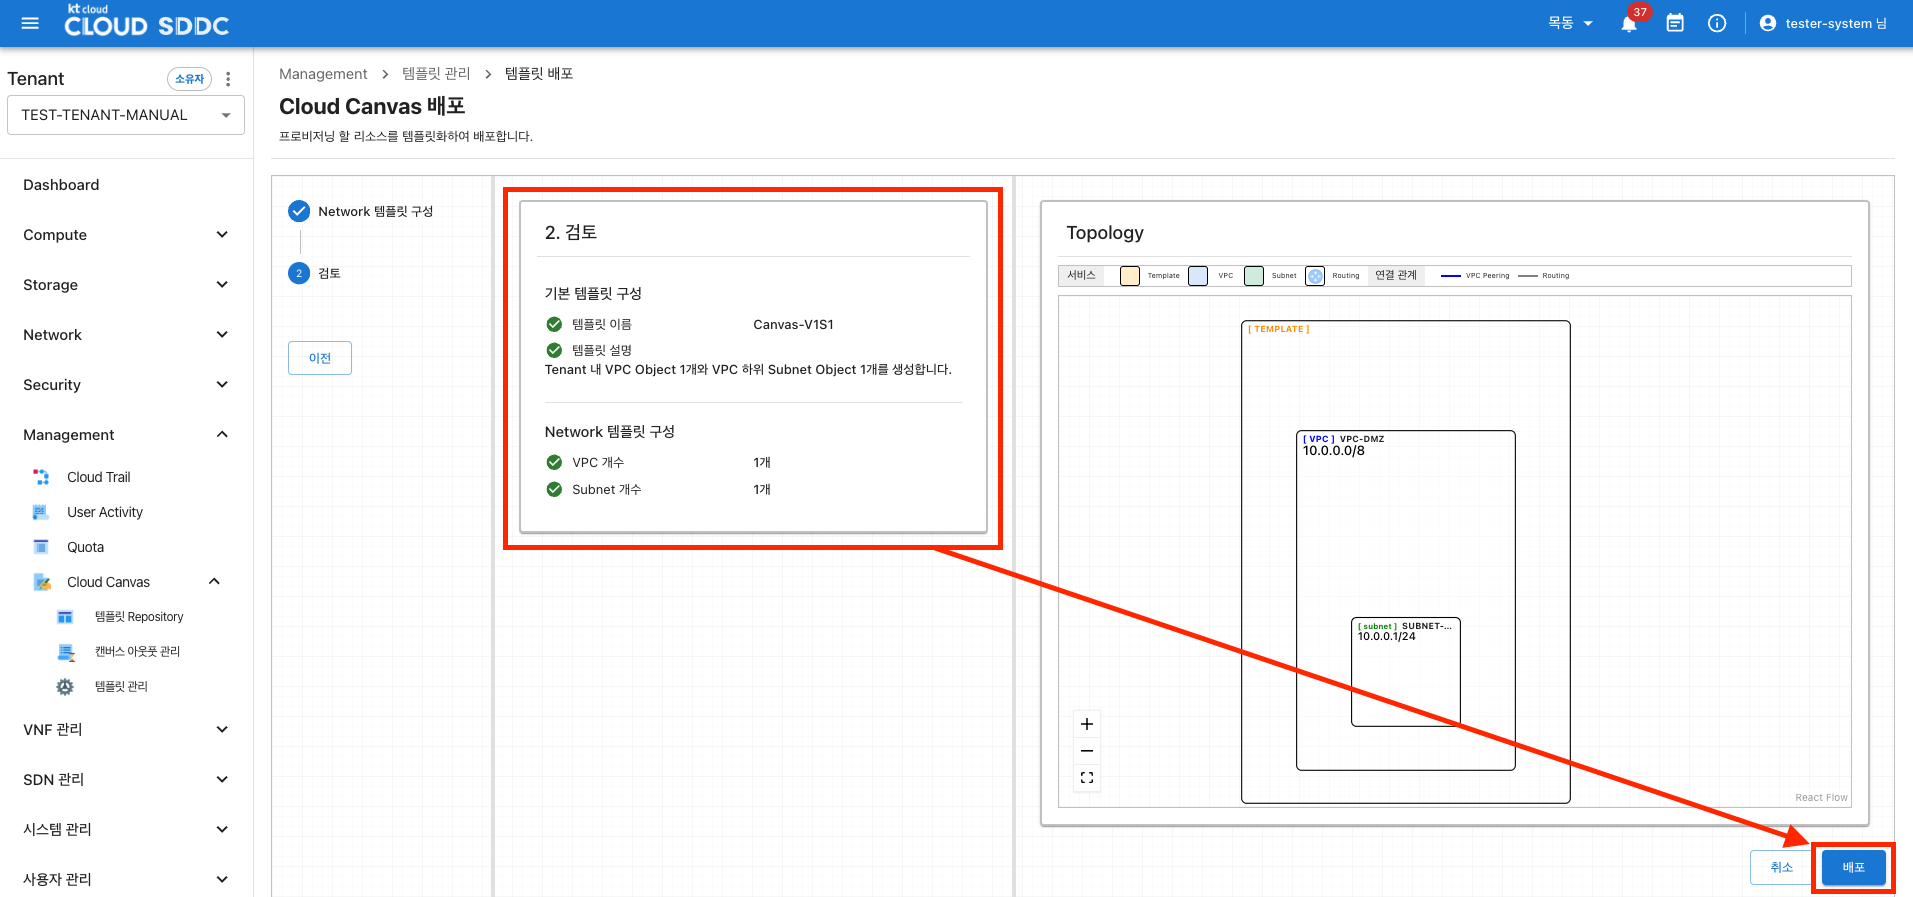 kt cloud
CLOUD SDDC
목동
37
tester-system 님
Tenant
소유자
TEST-TENANT-MANUAL
Dashboard
Compute
Storage
Network
Security
Management
Cloud Trail
User Activity
Quota
Cloud Canvas
템플릿 Repository
캔버스 아웃풋 관리
템플릿 관리
VNF 관리
SDN 관리
시스템 관리
사용자 관리
Management > 템플릿 관리 > 템플릿 배포
Cloud Canvas 배포
프로비저닝 할 리소스를 템플릿화하여 배포합니다.
Network 템플릿 구성
2 검토
이전
2. 검토
기본 템플릿 구성
템플릿 이름 Canvas-V1S1
템플릿 설명
Tenant 내 VPC Object 1개와 VPC 하위 Subnet Object 1개를 생성합니다.
Network 템플릿 구성
VPC 개수 1개
Subnet 개수 1개
Topology
서비스 Template VPC Subnet Routing 연결 관계 VPC Peering Routing
[ TEMPLATE ]
[ VPC ] VPC-DMZ
10.0.0.0/8
[ subnet ] SUBNET-...
10.0.0.1/24
React Flow
취소
배포